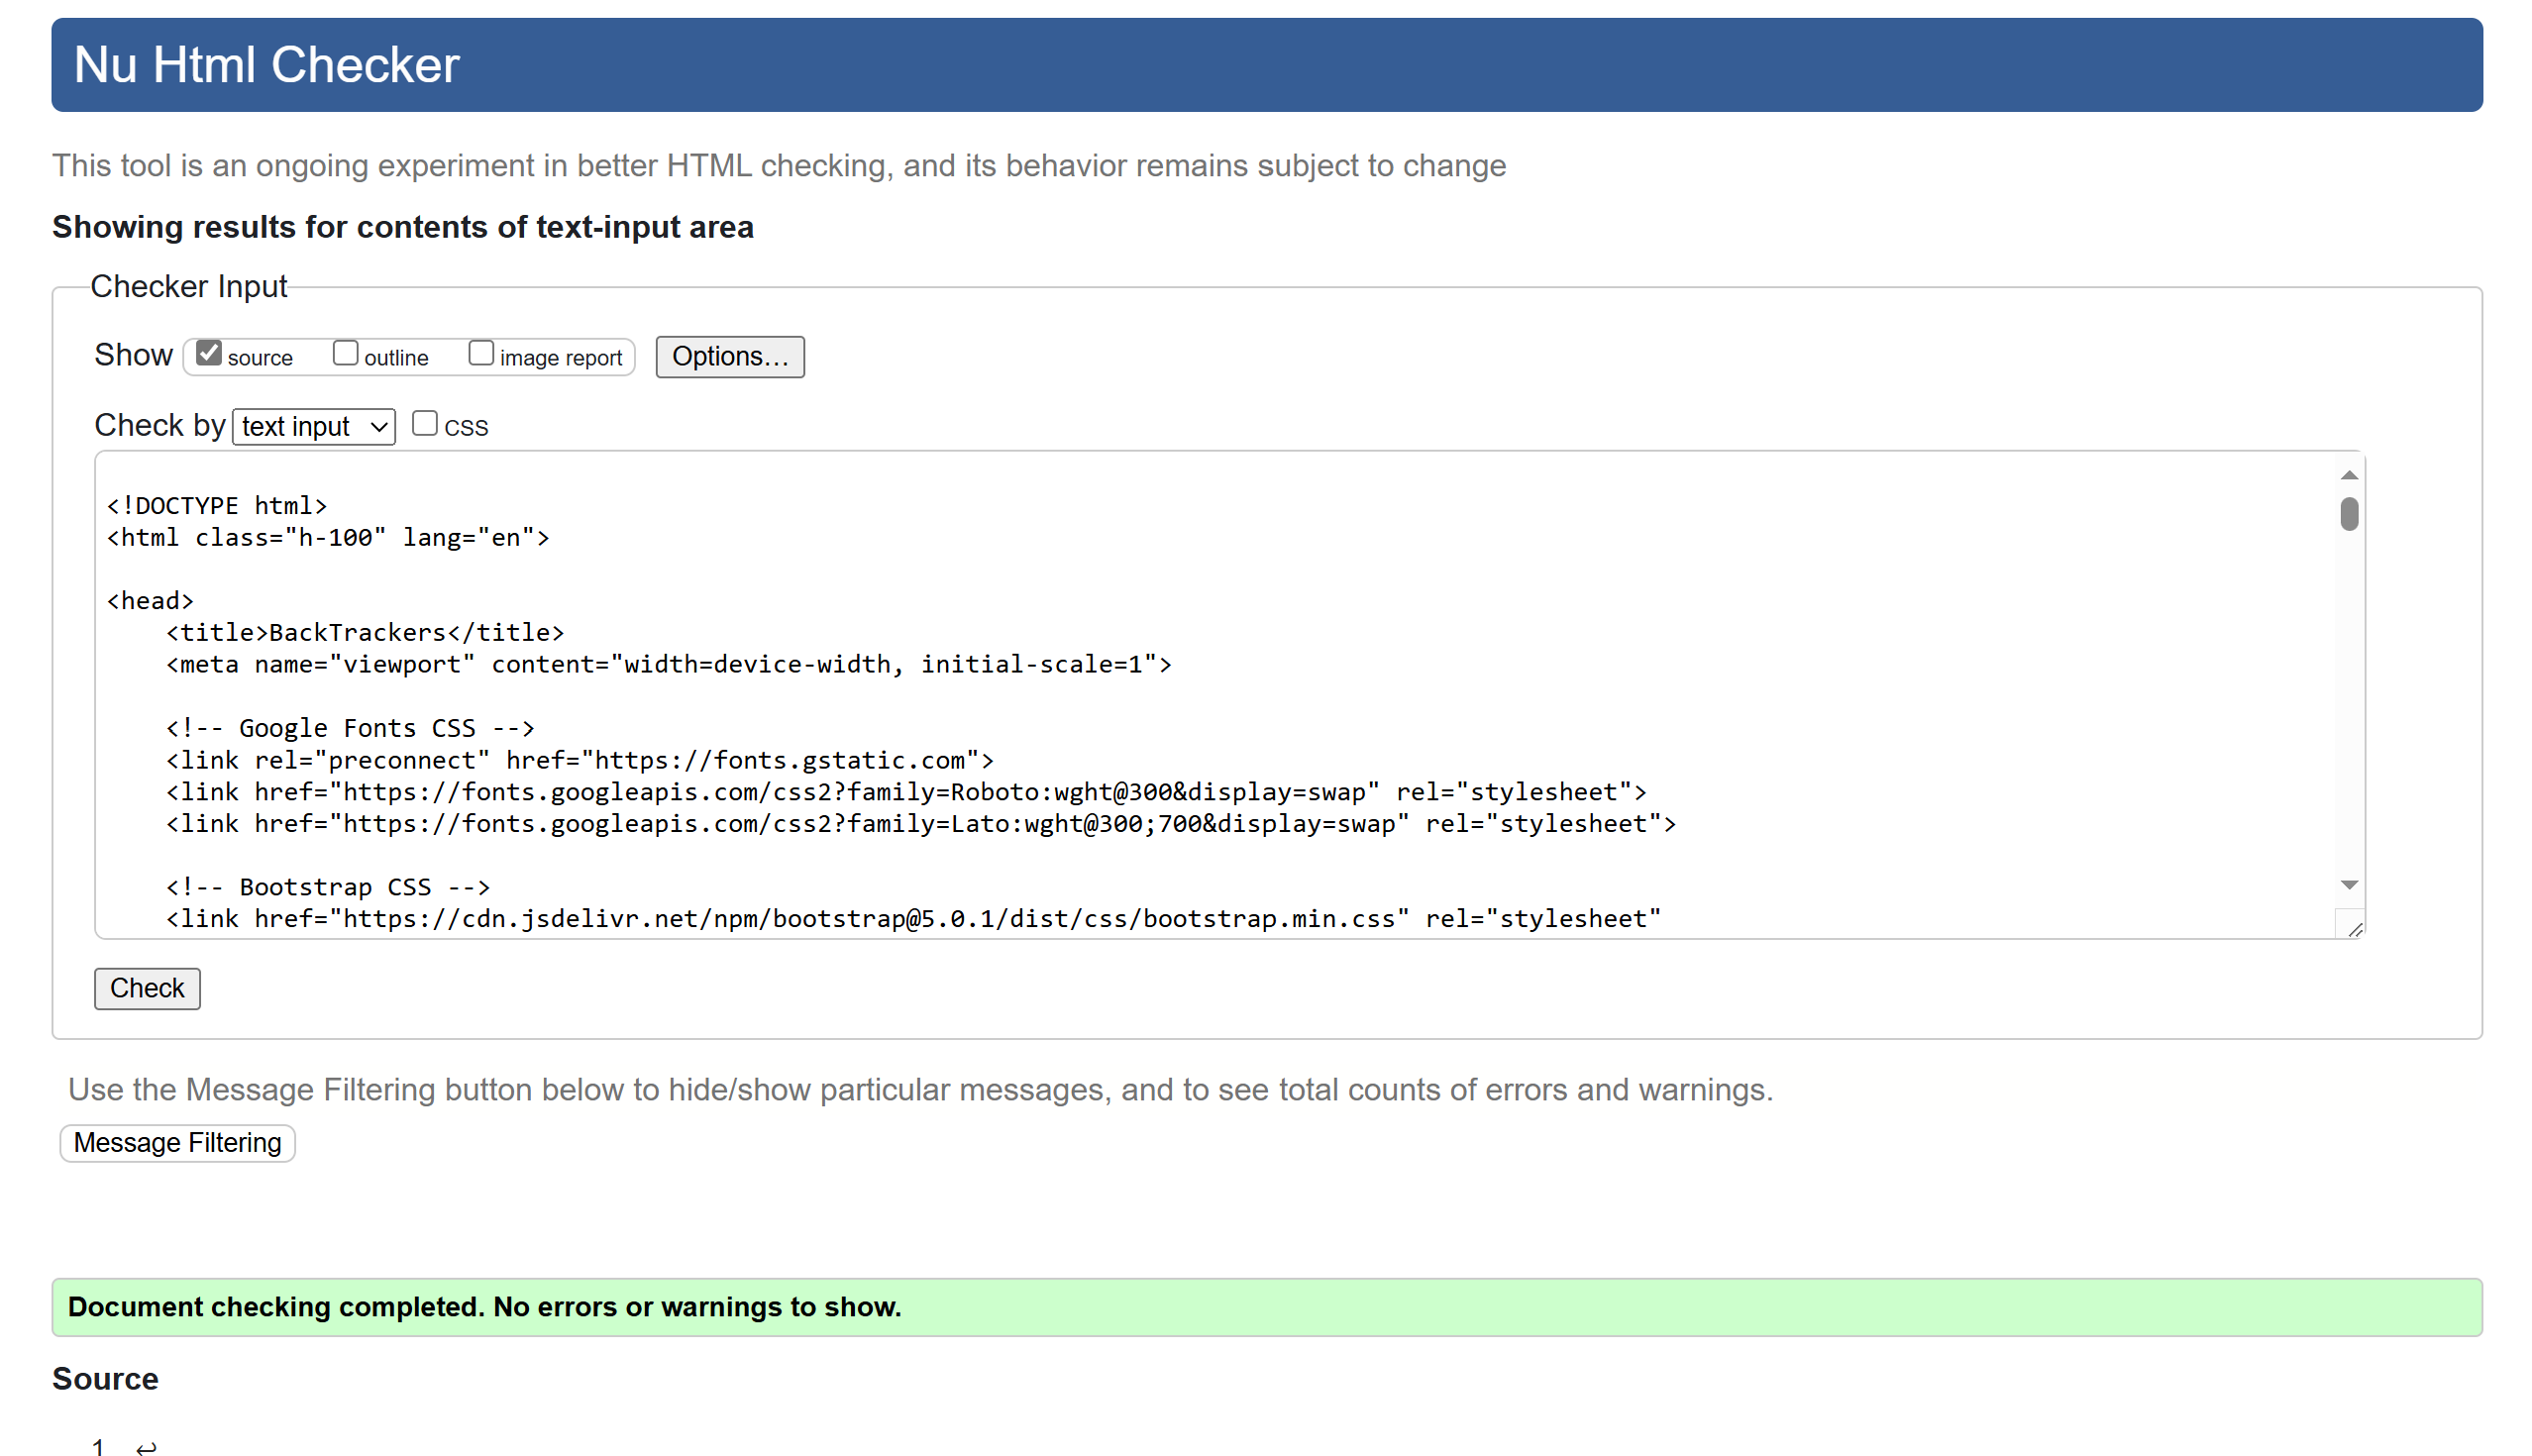 Nu Html Checker
This tool is an ongoing experiment in better HTML checking, and its behavior remains subject to change
Showing results for contents of text-input area
Checker Input
Show source outline image report Options...
Check by text input CSS
<!DOCTYPE html>
<html class="h-100" lang="en">
<head>
    <title>BackTrackers</title>
    <meta name="viewport" content="width=device-width, initial-scale=1">
    <!-- Google Fonts CSS -->
    <link rel="preconnect" href="https://fonts.gstatic.com">
    <link href="https://fonts.googleapis.com/css2?family=Roboto:wght@300&display=swap" rel="stylesheet">
    <link href="https://fonts.googleapis.com/css2?family=Lato:wght@300;700&display=swap" rel="stylesheet">
    <!-- Bootstrap CSS -->
    <link href="https://cdn.jsdelivr.net/npm/bootstrap@5.0.1/dist/css/bootstrap.min.css" rel="stylesheet"
Check
Use the Message Filtering button below to hide/show particular messages, and to see total counts of errors and warnings.
Message Filtering
Document checking completed. No errors or warnings to show.
Source
1. ↩